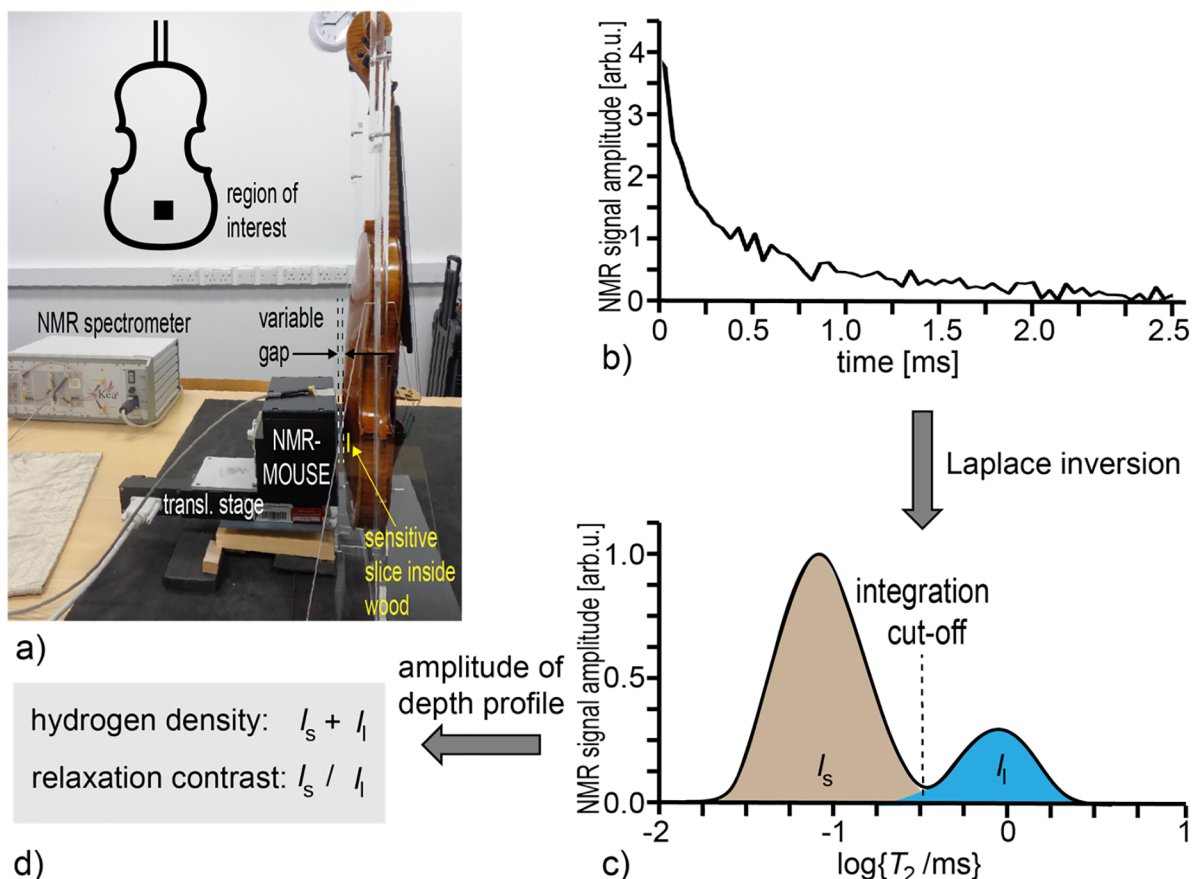 region of
interest
NMR spectrometer
variable
gap
Kea²
NMR-
MOUSE
transl. stage
sensitive
slice inside
wood
a)
NMR signal amplitude [arb.u.]
4
3
2
1
0
0
0.5
1.0
1.5
2.0
2.5
time [ms]
b)
Laplace inversion
NMR signal amplitude [arb.u.]
1.0
0.5
0.0
integration
cut-off
Is
Il
-2
-1
0
1
log{T2/ms}
c)
amplitude of
depth profile
hydrogen density: Is + Il
relaxation contrast: Is / Il
d)